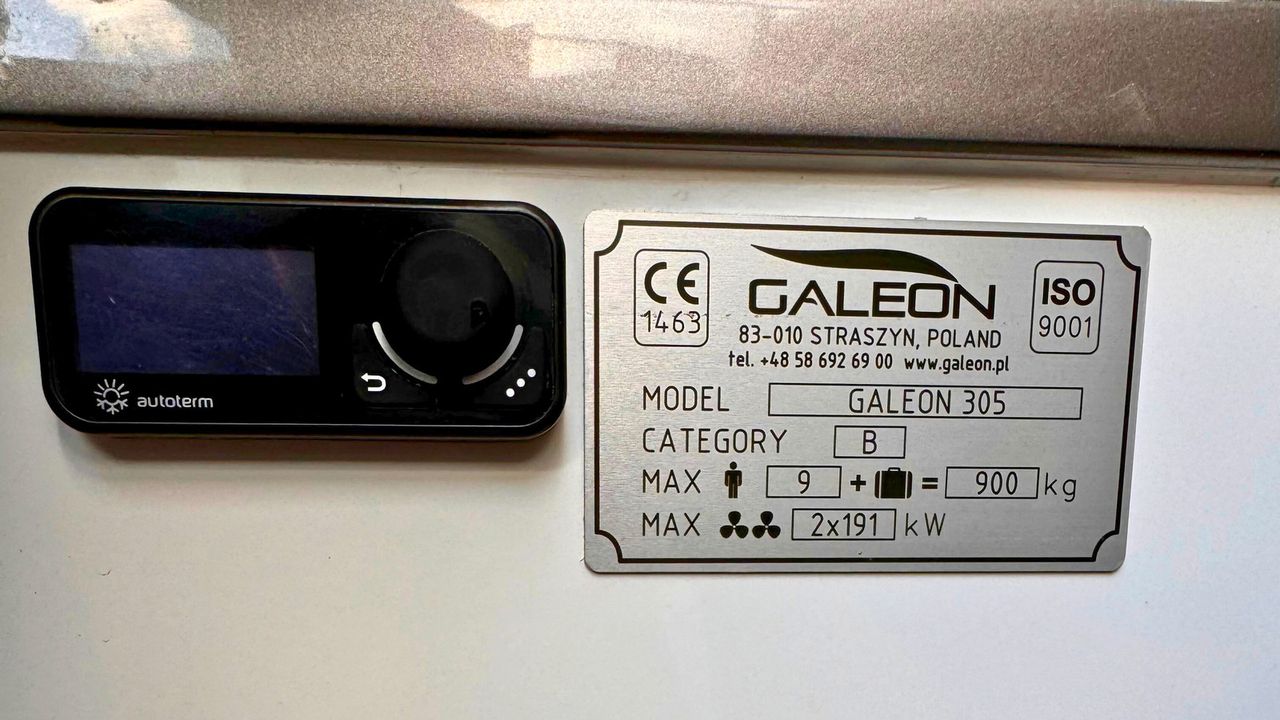 autoterm
CE
1463
GALEON
ISO
9001
83-010 STRASZYN, POLAND
tel. +48 58 692 69 00 www.galeon.pl
MODEL GALEON 305
CATEGORY B
MAX 9 + = 900 kg
MAX 2x191 kW